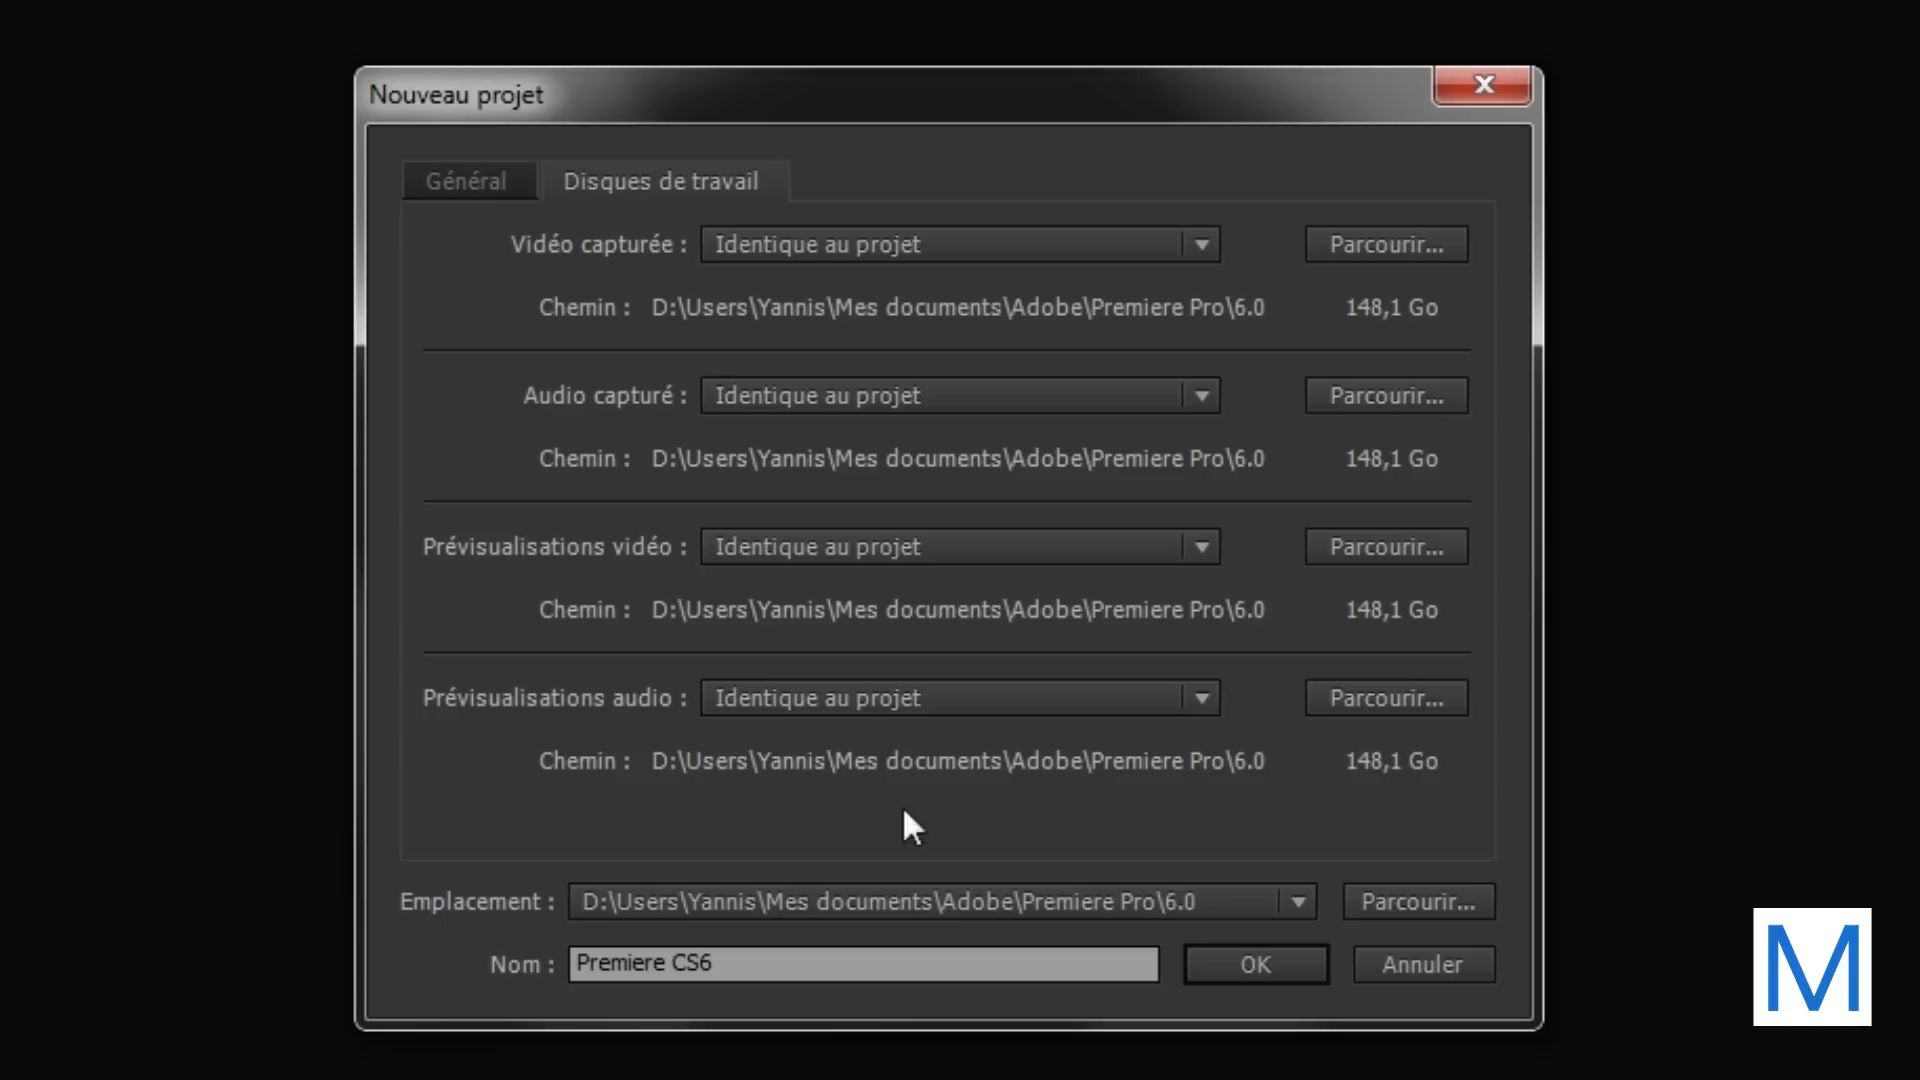 Nouveau projet
Général Disques de travail
Vidéo capturée : Identique au projet Parcourir...
Chemin : D:\Users\Yannis\Mes documents\Adobe\Premiere Pro\6.0 148,1 Go
Audio capturé : Identique au projet Parcourir...
Chemin : D:\Users\Yannis\Mes documents\Adobe\Premiere Pro\6.0 148,1 Go
Prévisualisations vidéo : Identique au projet Parcourir...
Chemin : D:\Users\Yannis\Mes documents\Adobe\Premiere Pro\6.0 148,1 Go
Prévisualisations audio : Identique au projet Parcourir...
Chemin : D:\Users\Yannis\Mes documents\Adobe\Premiere Pro\6.0 148,1 Go
Emplacement : D:\Users\Yannis\Mes documents\Adobe\Premiere Pro\6.0 Parcourir...
Nom : Premiere CS6 OK Annuler
M